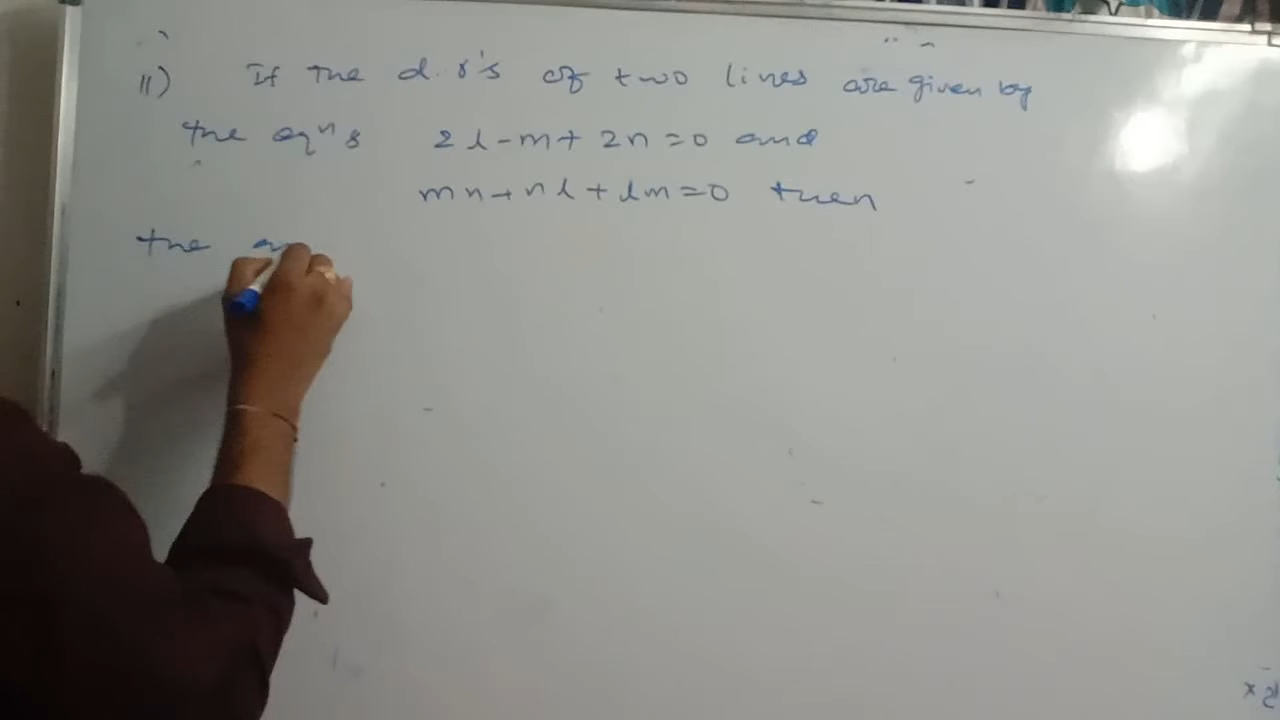 11) If the d.r's of two lines are given by
the eqns 2l-m+2n=0 and
mn+nl+lm=0 then
the